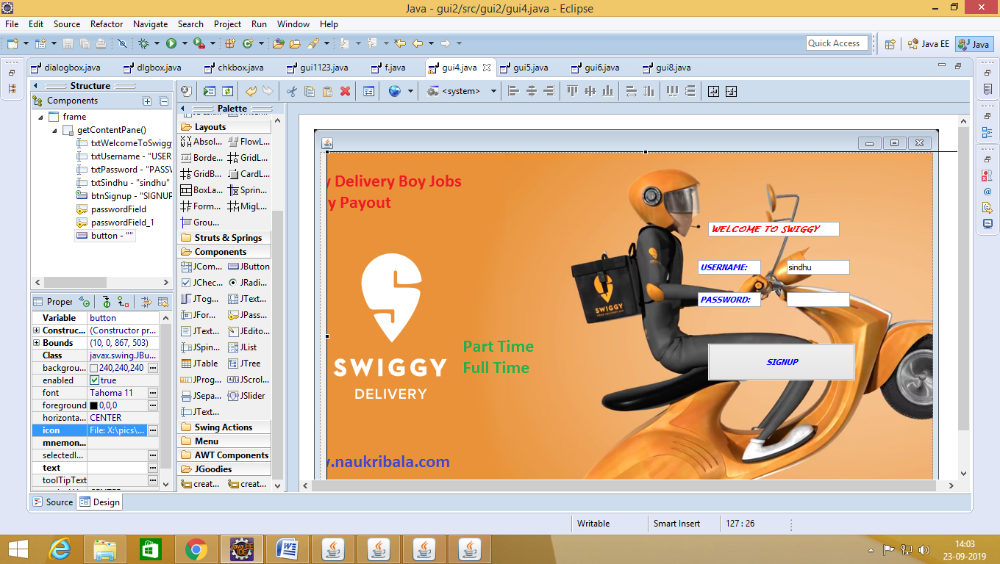 Java - gui2/src/gui2/gui4.java - Eclipse
File Edit Source Refactor Navigate Search Project Run Window Help
Quick Access Java EE Java
dialogbox.java dlgbox.java chkbox.java gui1123.java f.java gui4.java gui5.java gui6.java gui8.java
Structure
Components
frame
getContentPane()
txtWelcomeToSwiggy
txtUsername - "USER
txtPassword - "PASSW
txtSindhu - "sindhu"
btnSignup - "SIGNUP
passwordField
passwordField_1
button - ""
Proper
Variable button
Construc... (Constructor pr...
Bounds (10, 0, 867, 503)
Class javax.swing.JBu...
backgrou... 240,240,240 ...
enabled true
font Tahoma 11 ...
foreground 0,0,0 ...
horizonta... CENTER
icon File: X:\pics\... ...
mnemon...
selectedI... ...
text ...
toolTipText ...
Source Design
<system>
Palette
Layouts
Absol... FlowL...
Borde... GridL...
GridB... CardL...
BoxLa... Sprin...
Form... MigL...
Grou...
Struts & Springs
Components
JCom... JButton
JChec... JRadi...
JTog... JText...
JFor... JPass...
JText... JEdito...
JSpin... JList
JTable JTree
JProg... JScrol...
JSepa... JSlider
JText...
Swing Actions
Menu
AWT Components
JGoodies
creat... creat...
y Delivery Boy Jobs
y Payout
SWIGGY
DELIVERY
Part Time
Full Time
.naukribala.com
SWIGGY
WELCOME TO SWIGGY
USERNAME: sindhu
PASSWORD:
SIGNUP
Writable Smart Insert 127 : 26
Java EE
IDE
14:03
23-09-2019